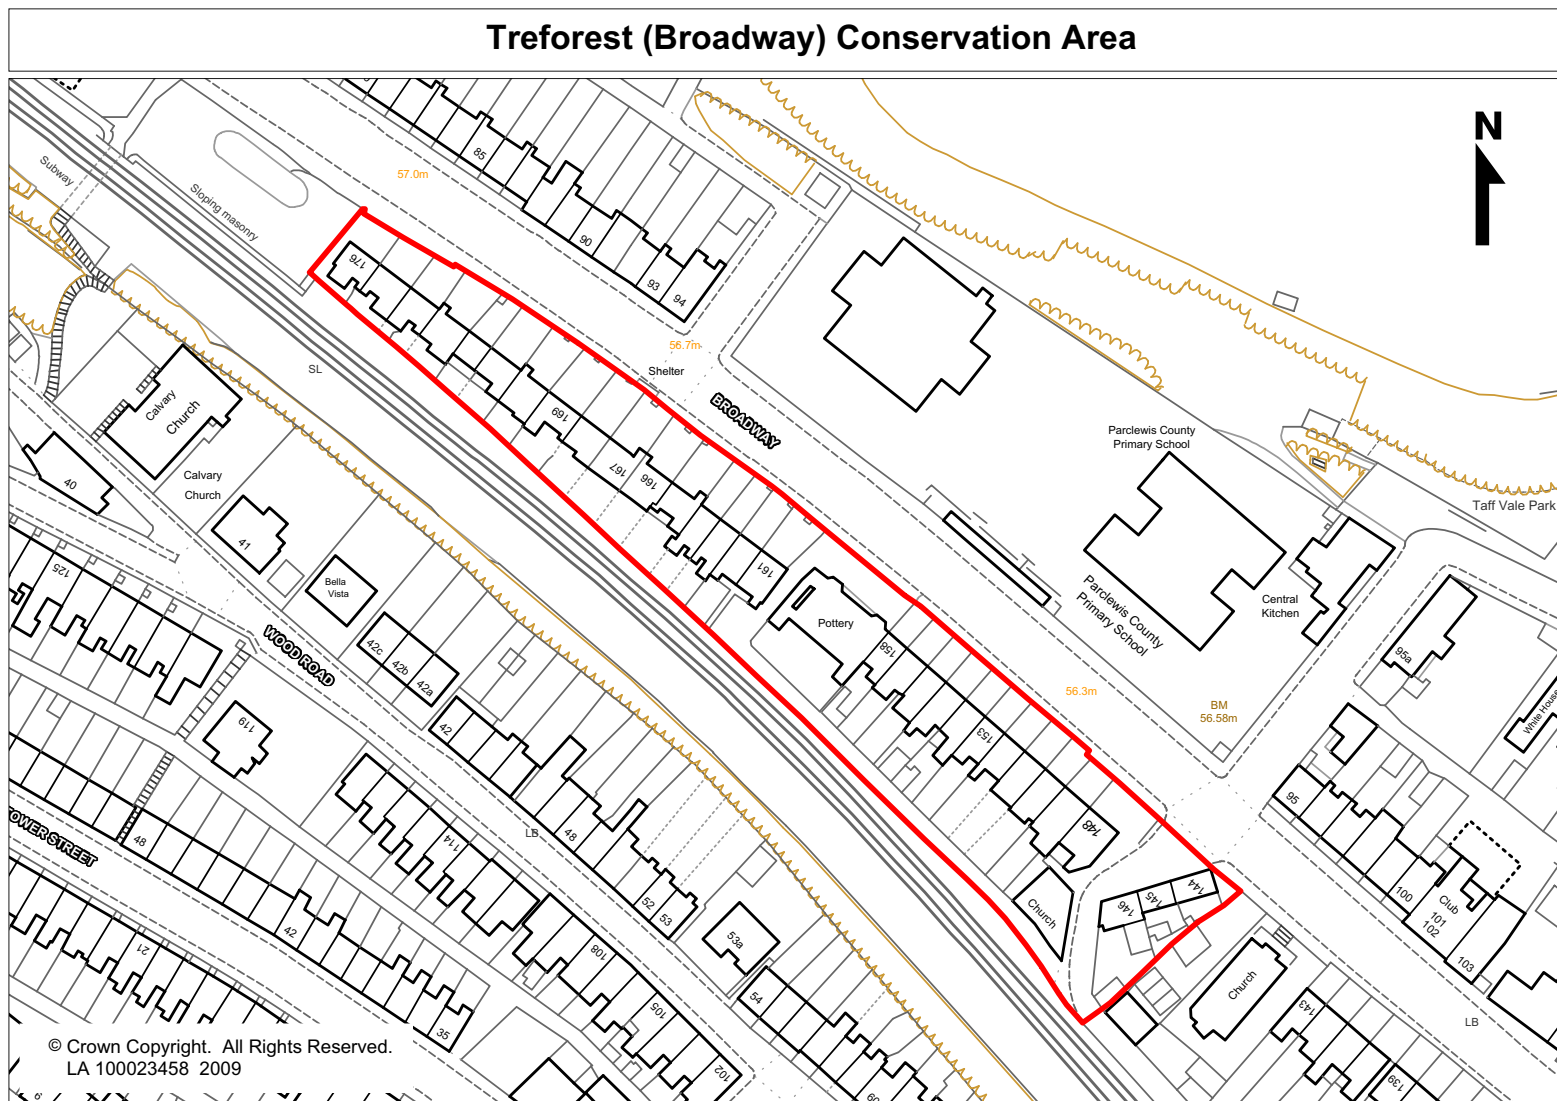 Treforest (Broadway) Conservation Area
N
85
57.0m
Subway
Sloping masonry
90
93
94
176
56.7m
Shelter
SL
BROADWAY
Calvary
Church
Calvary
Church
40
41
169
167
166
161
Parclewis County
Primary School
Taff Vale Park
Parclewis County
Primary School
Central
Kitchen
95a
White House
125
Bella
Vista
WOOD ROAD
42c
42b
42a
42
119
Pottery
158
153
56.3m
BM
56.58m
95
100
Club
101
102
103
144
145
146
Church
Church
143
139
LB
48
114
LB
48
52
53
53a
54
TOWER STREET
42
21
35
108
105
102
© Crown Copyright. All Rights Reserved.
LA 100023458 2009